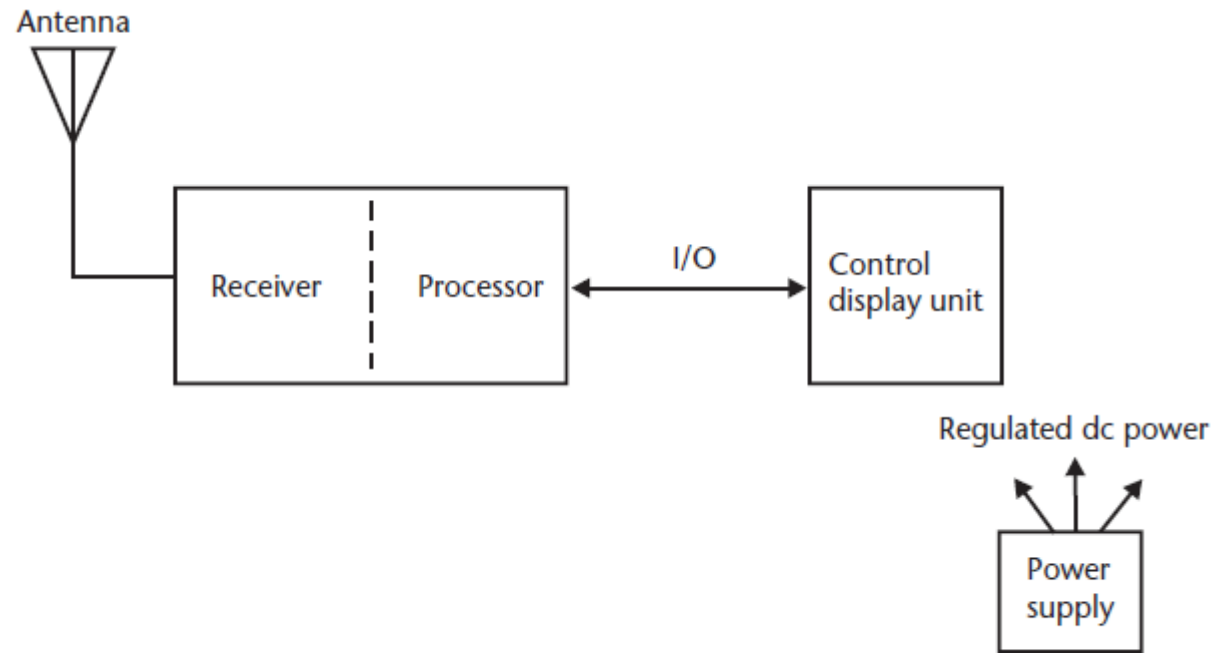 Antenna
Receiver
Processor
I/O
Control
display unit
Regulated dc power
Power
supply